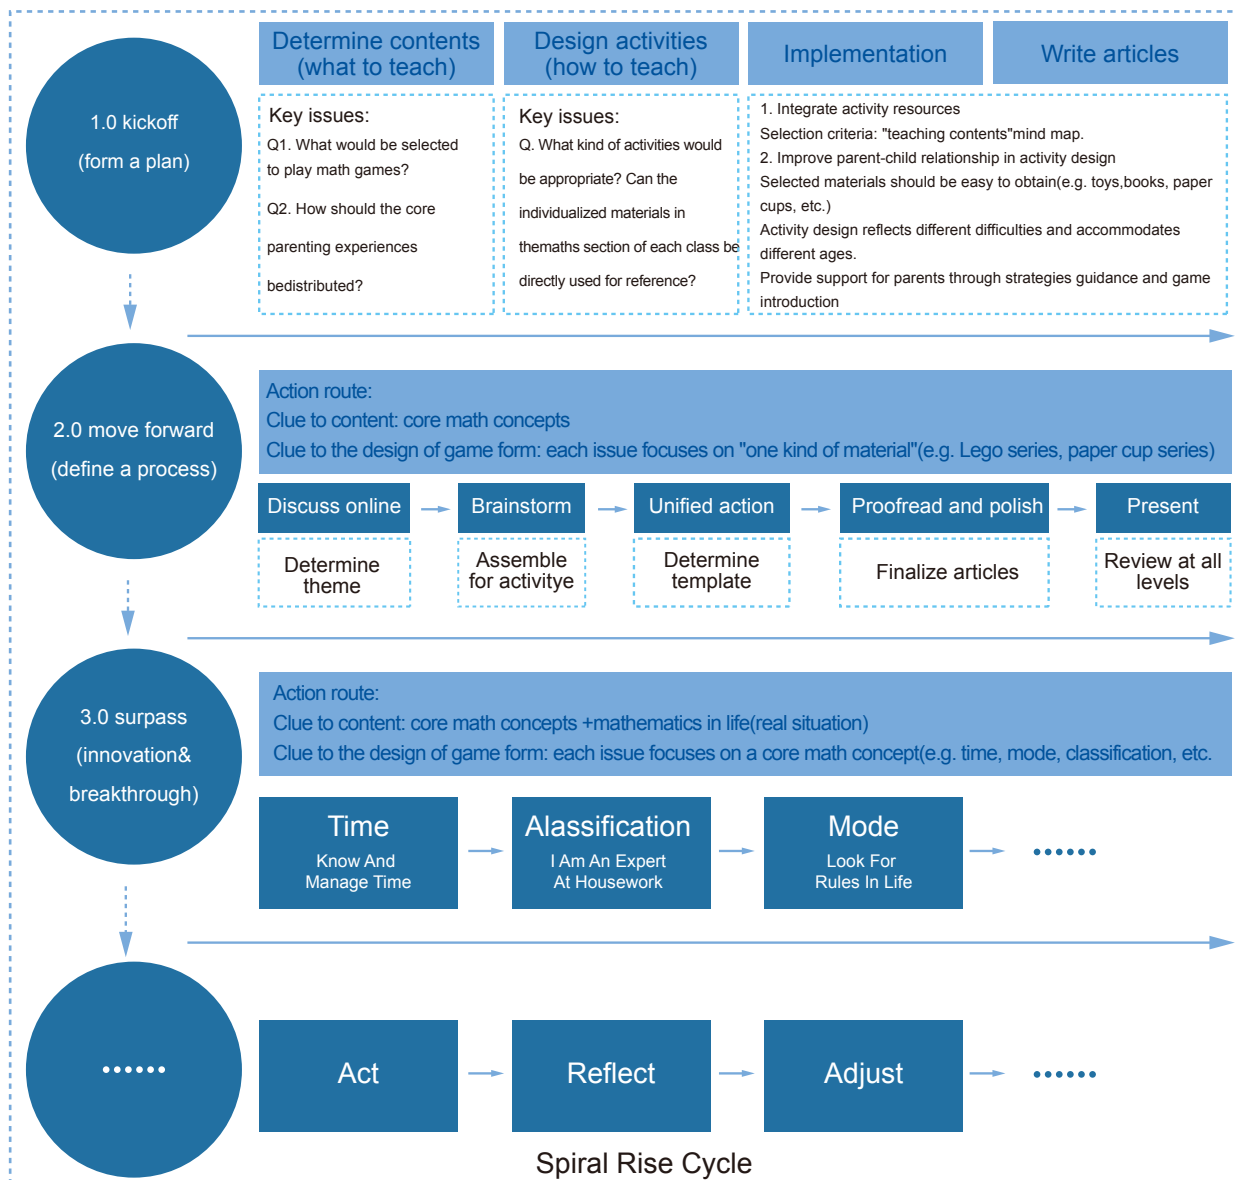 1.0 kickoff
(form a plan)
Determine contents
(what to teach)
Design activities
(how to teach)
Implementation
Write articles
Key issues:
Q1. What would be selected
to play math games?
Q2. How should the core
parenting experiences
bedistributed?
Key issues:
Q. What kind of activities would
be appropriate? Can the
individualized materials in
themaths section of each class be
directly used for reference?
1. Integrate activity resources
Selection criteria: "teaching contents"mind map.
2. Improve parent-child relationship in activity design
Selected materials should be easy to obtain(e.g. toys,books, paper
cups, etc.)
Activity design reflects different difficulties and accommodates
different ages.
Provide support for parents through strategies guidance and game
introduction
2.0 move forward
(define a process)
Action route:
Clue to content: core math concepts
Clue to the design of game form: each issue focuses on "one kind of material"(e.g. Lego series, paper cup series)
Discuss online
Brainstorm
Unified action
Proofread and polish
Present
Determine
theme
Assemble
for activitye
Determine
template
Finalize articles
Review at all
levels
3.0 surpass
(innovation&
breakthrough)
Action route:
Clue to content: core math concepts +mathematics in life(real situation)
Clue to the design of game form: each issue focuses on a core math concept(e.g. time, mode, classification, etc.
Time
Know And
Manage Time
Alassification
I Am An Expert
At Housework
Mode
Look For
Rules In Life
••••••
••••••
Act
Reflect
Adjust
••••••
Spiral Rise Cycle